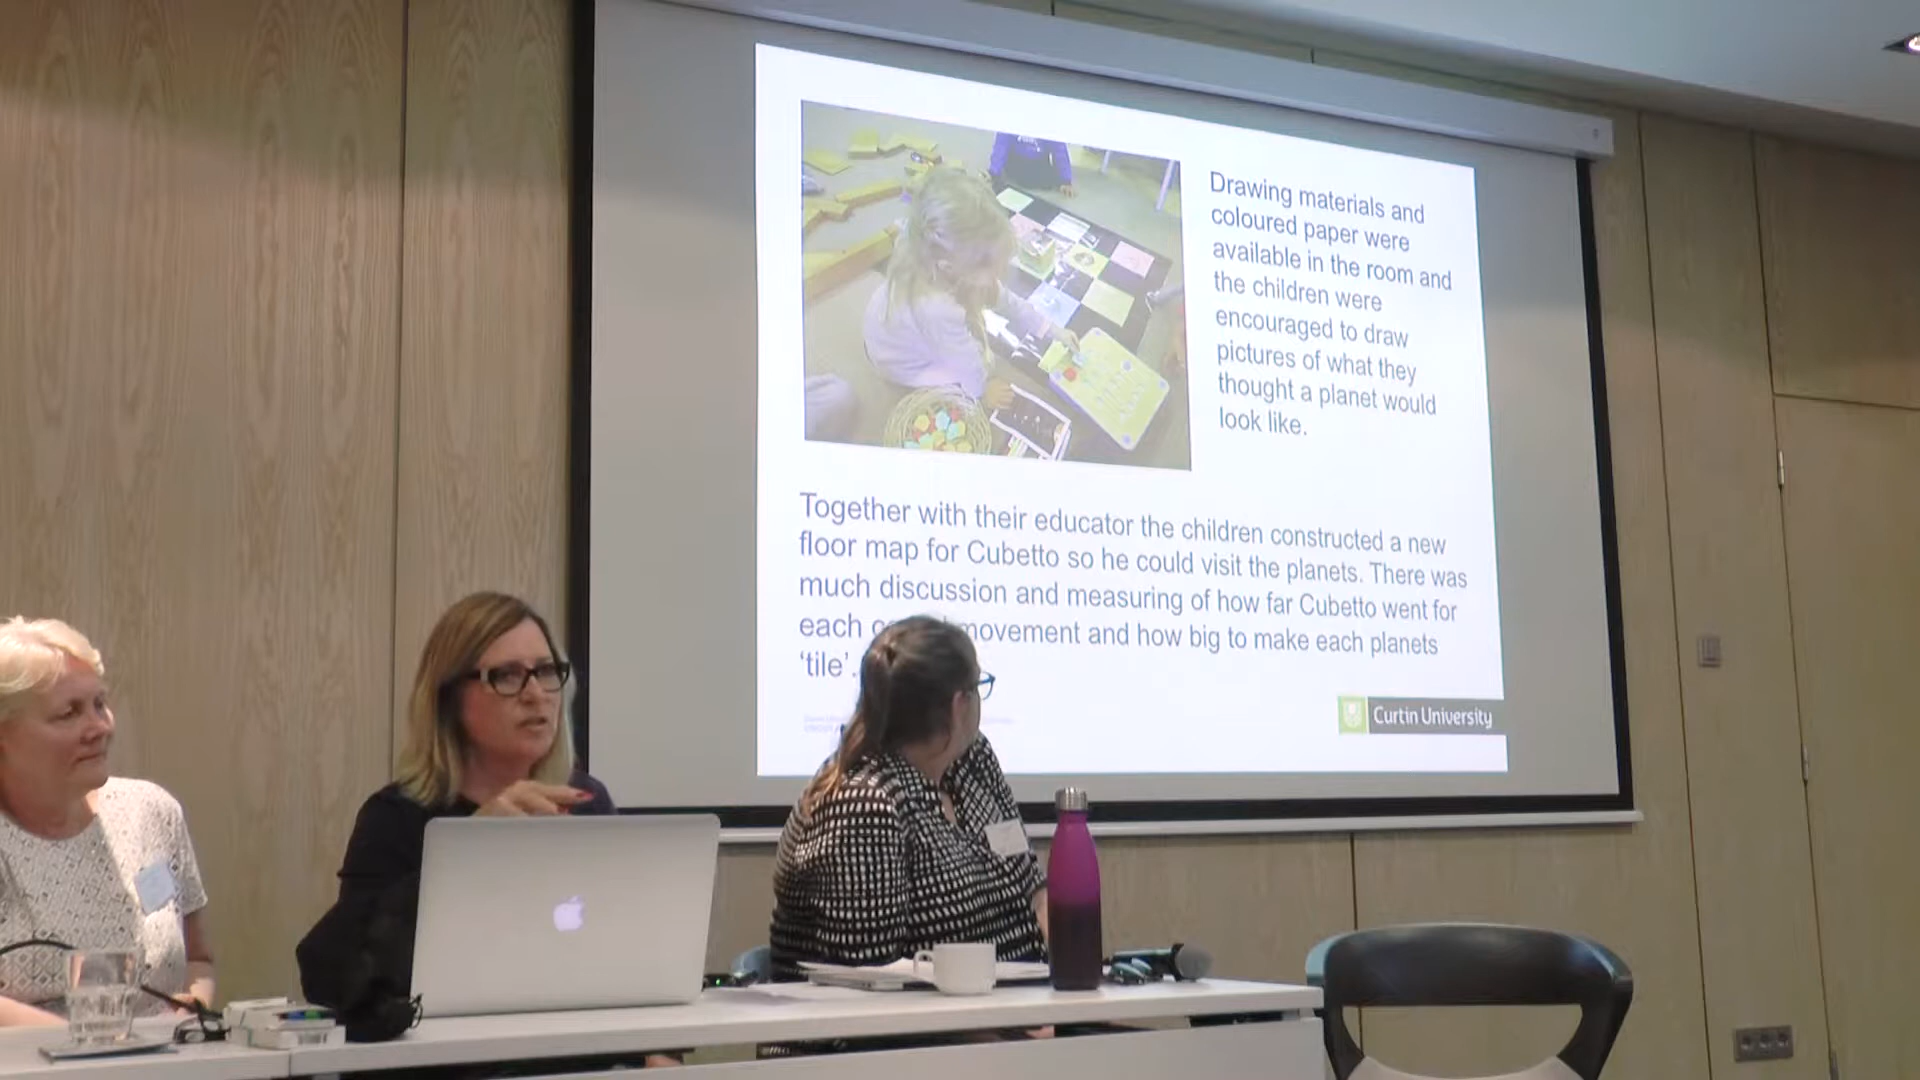 Drawing materials and
coloured paper were
available in the room and
the children were
encouraged to draw
pictures of what they
thought a planet would
look like.
Together with their educator the children constructed a new
floor map for Cubetto so he could visit the planets. There was
much discussion and measuring of how far Cubetto went for
each movement and how big to make each planets
‘tile’.
Curtin University